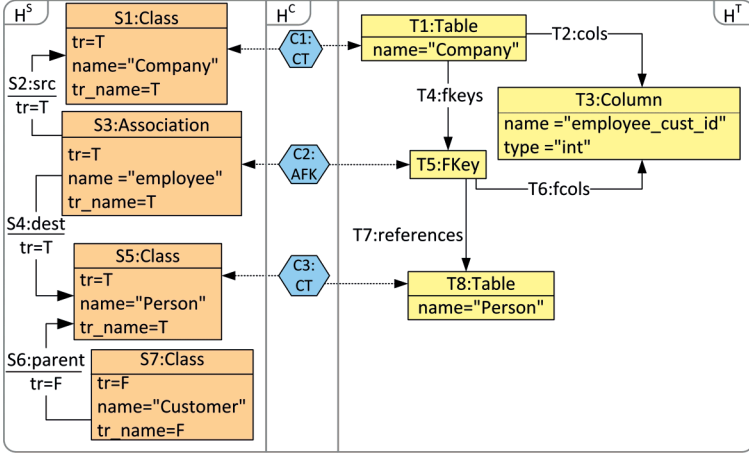 H^S
S1:Class
tr=T
name="Company"
tr_name=T
S2:src
tr=T
S3:Association
tr=T
name ="employee"
tr_name=T
S4:dest
tr=T
S5:Class
tr=T
name="Person"
tr_name=T
S6:parent
tr=F
S7:Class
tr=F
name="Customer"
tr_name=F
H^C
C1:
CT
C2:
AFK
C3:
CT
H^T
T1:Table
name="Company"
T2:cols
T4:fkeys
T3:Column
name ="employee_cust_id"
type ="int"
T5:FKey
T6:fcols
T7:references
T8:Table
name="Person"